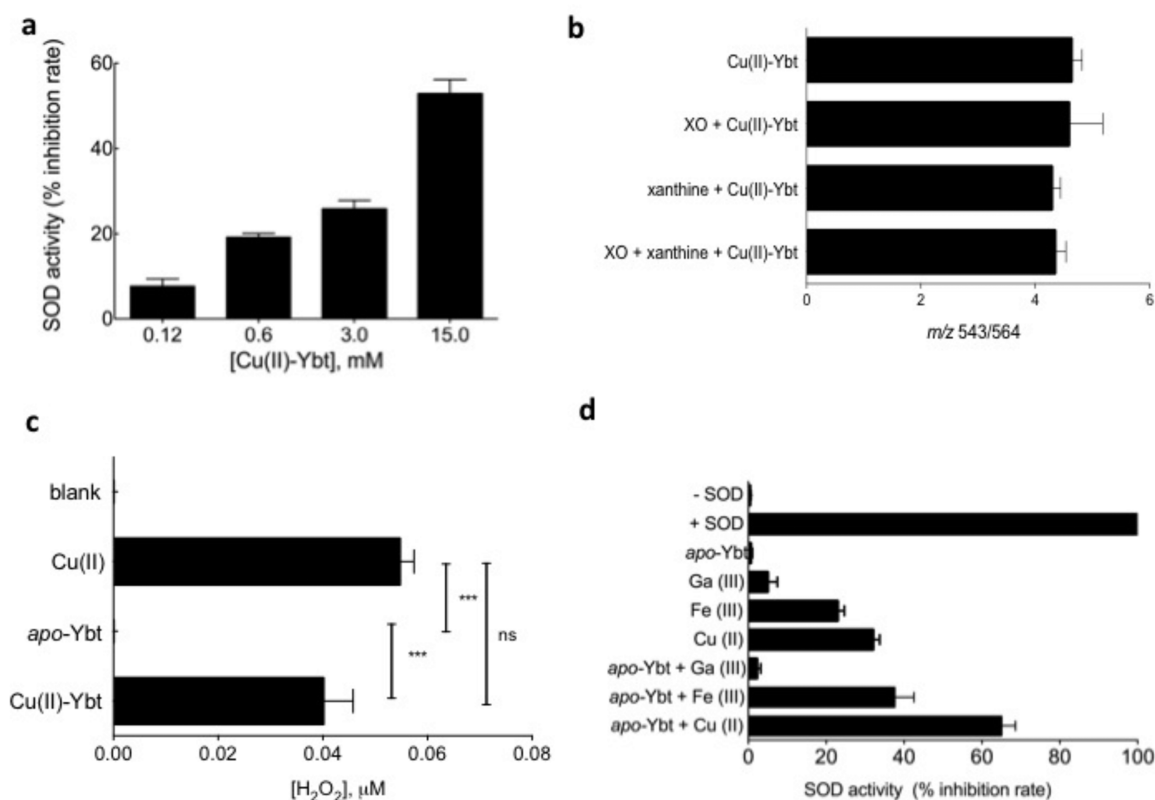 a
SOD activity (% inhibition rate)
60
40
20
0
0.12 0.6 3.0 15.0
[Cu(II)-Ybt], mM
b
Cu(II)-Ybt
XO + Cu(II)-Ybt
xanthine + Cu(II)-Ybt
XO + xanthine + Cu(II)-Ybt
0 2 4 6
m/z 543/564
c
blank
Cu(II)
apo-Ybt
Cu(II)-Ybt
***
***
ns
0.00 0.02 0.04 0.06 0.08
[H₂O₂], μM
d
- SOD
+ SOD
apo-Ybt
Ga (III)
Fe (III)
Cu (II)
apo-Ybt + Ga (III)
apo-Ybt + Fe (III)
apo-Ybt + Cu (II)
0 20 40 60 80 100
SOD activity (% inhibition rate)